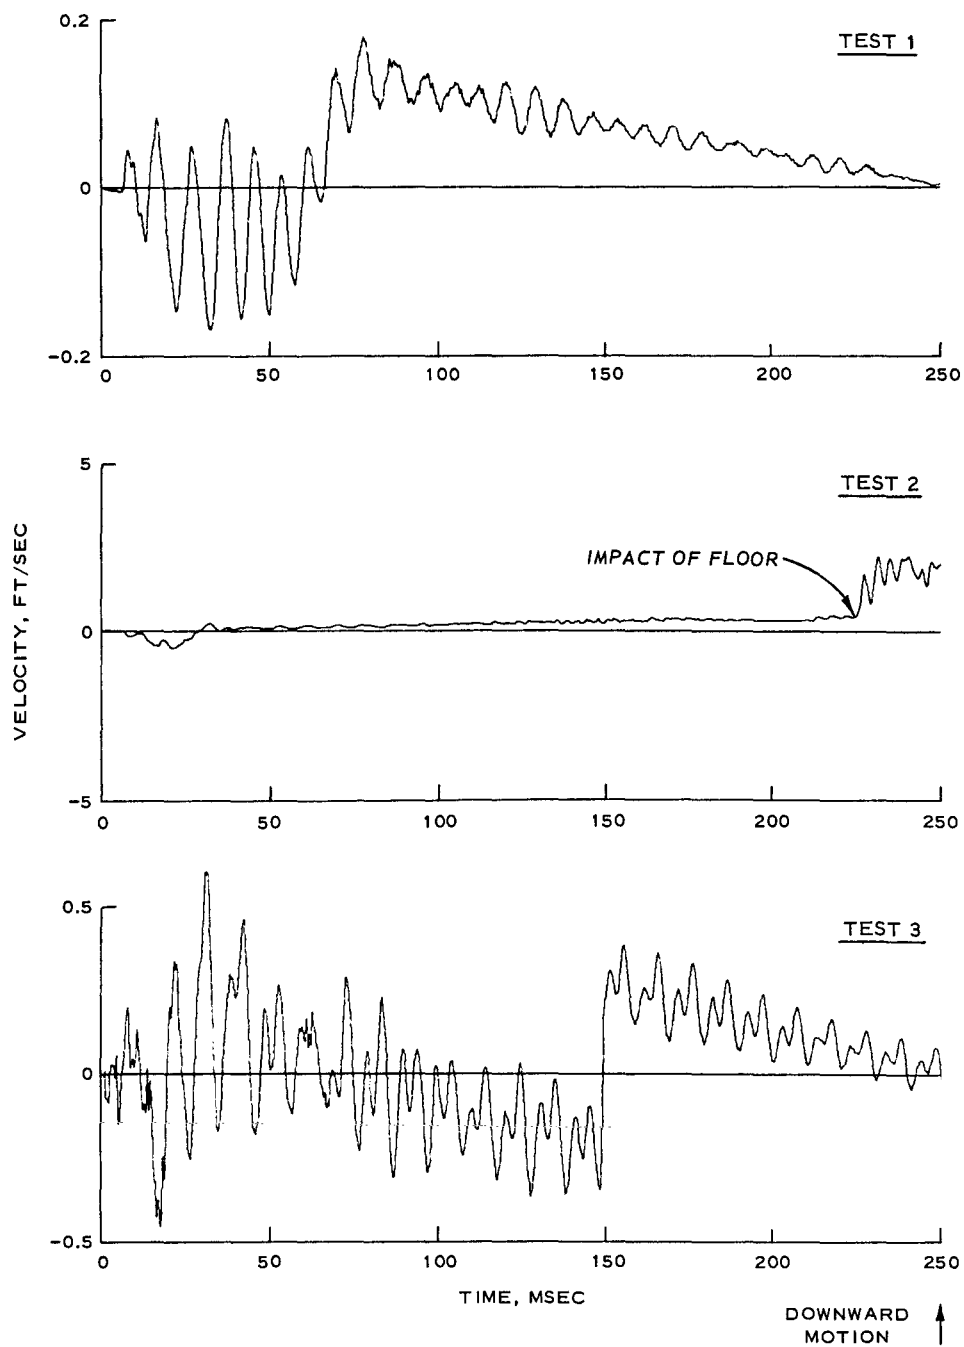 0.2
TEST 1
0
-0.2
0 50 100 150 200 250
5
TEST 2
IMPACT OF FLOOR
0
-5
0 50 100 150 200 250
VELOCITY, FT/SEC
0.5
TEST 3
0
-0.5
0 50 100 150 200 250
TIME, MSEC
DOWNWARD
MOTION